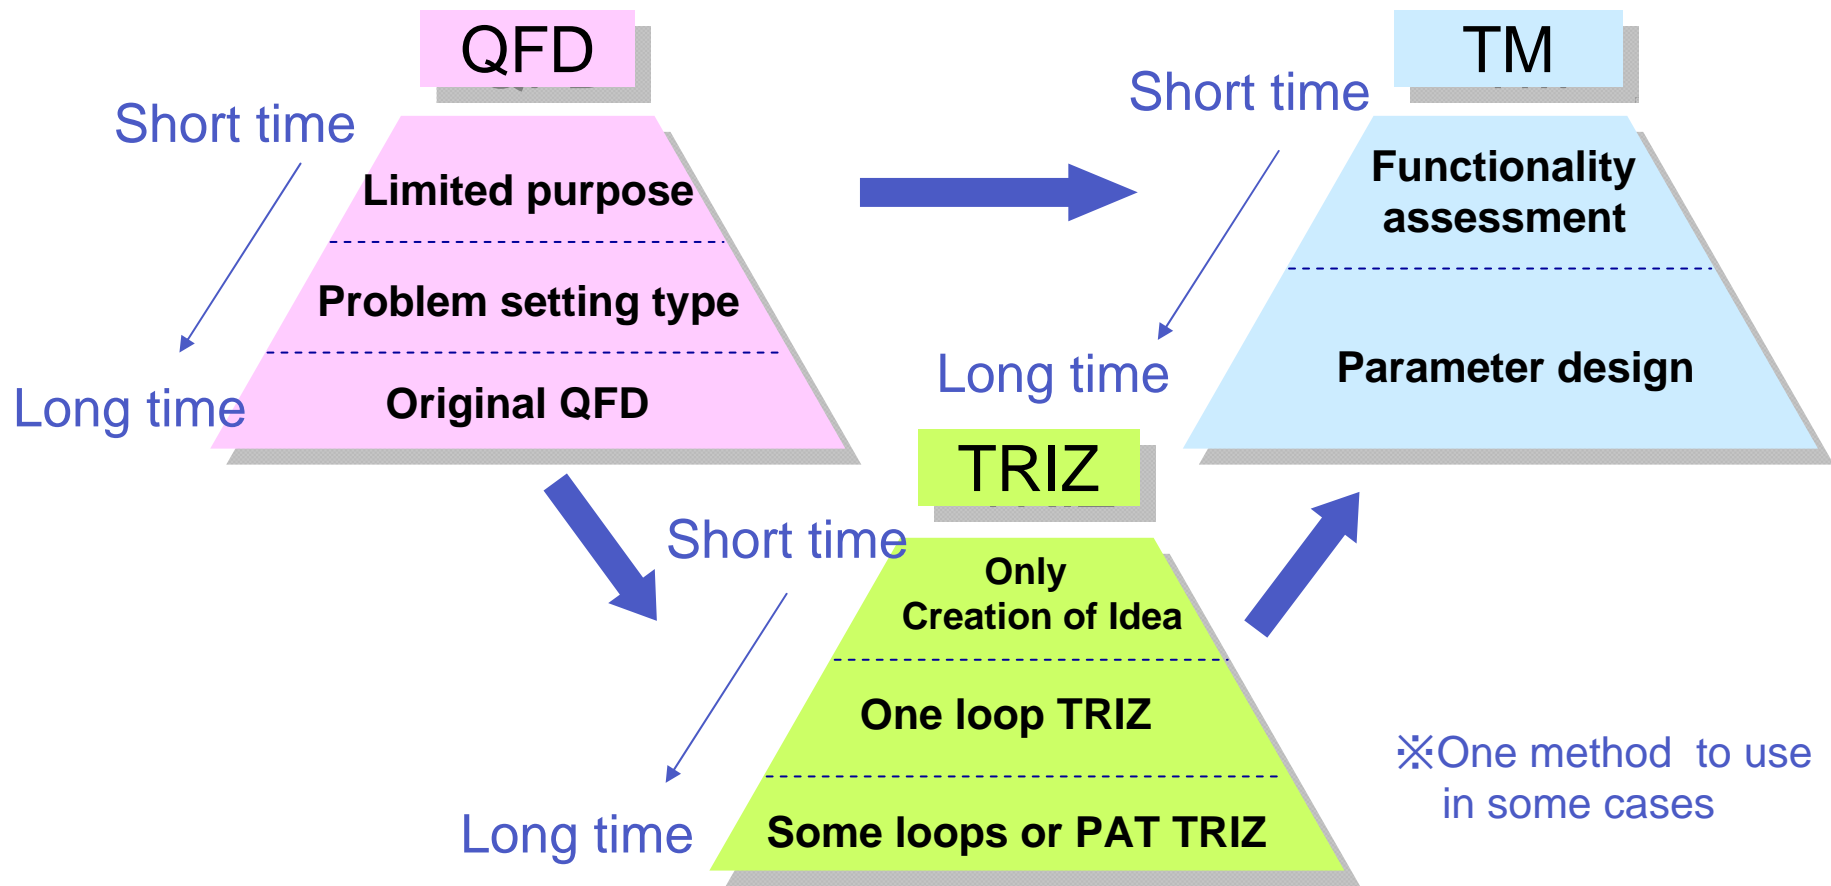 QFD
Short time
Limited purpose
Problem setting type
Original QFD
Long time
TM
Short time
Functionality
assessment
Parameter design
Long time
TRIZ
Short time
Only
Creation of Idea
One loop TRIZ
Some loops or PAT TRIZ
Long time
※One method  to use
in some cases